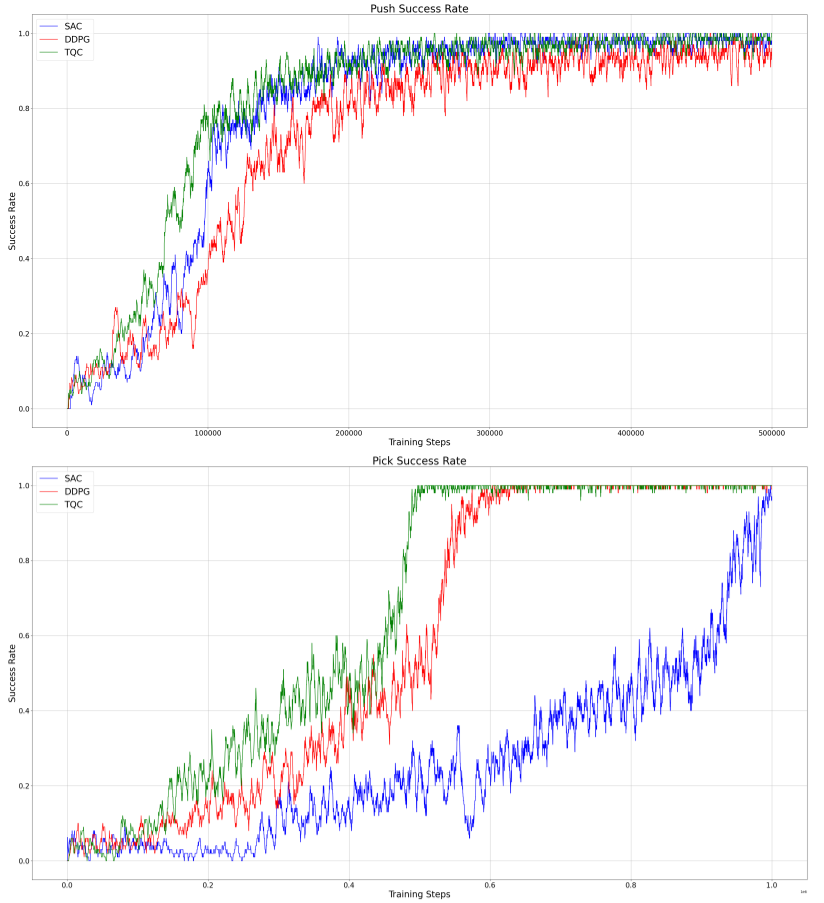 Push Success Rate
SAC
DDPG
TQC
1.0
0.8
0.6
0.4
0.2
0.0
Success Rate
0 100000 200000 300000 400000 500000
Training Steps
Pick Success Rate
SAC
DDPG
TQC
1.0
0.8
0.6
0.4
0.2
0.0
Success Rate
0.0 0.2 0.4 0.6 0.8 1.0
1e6
Training Steps